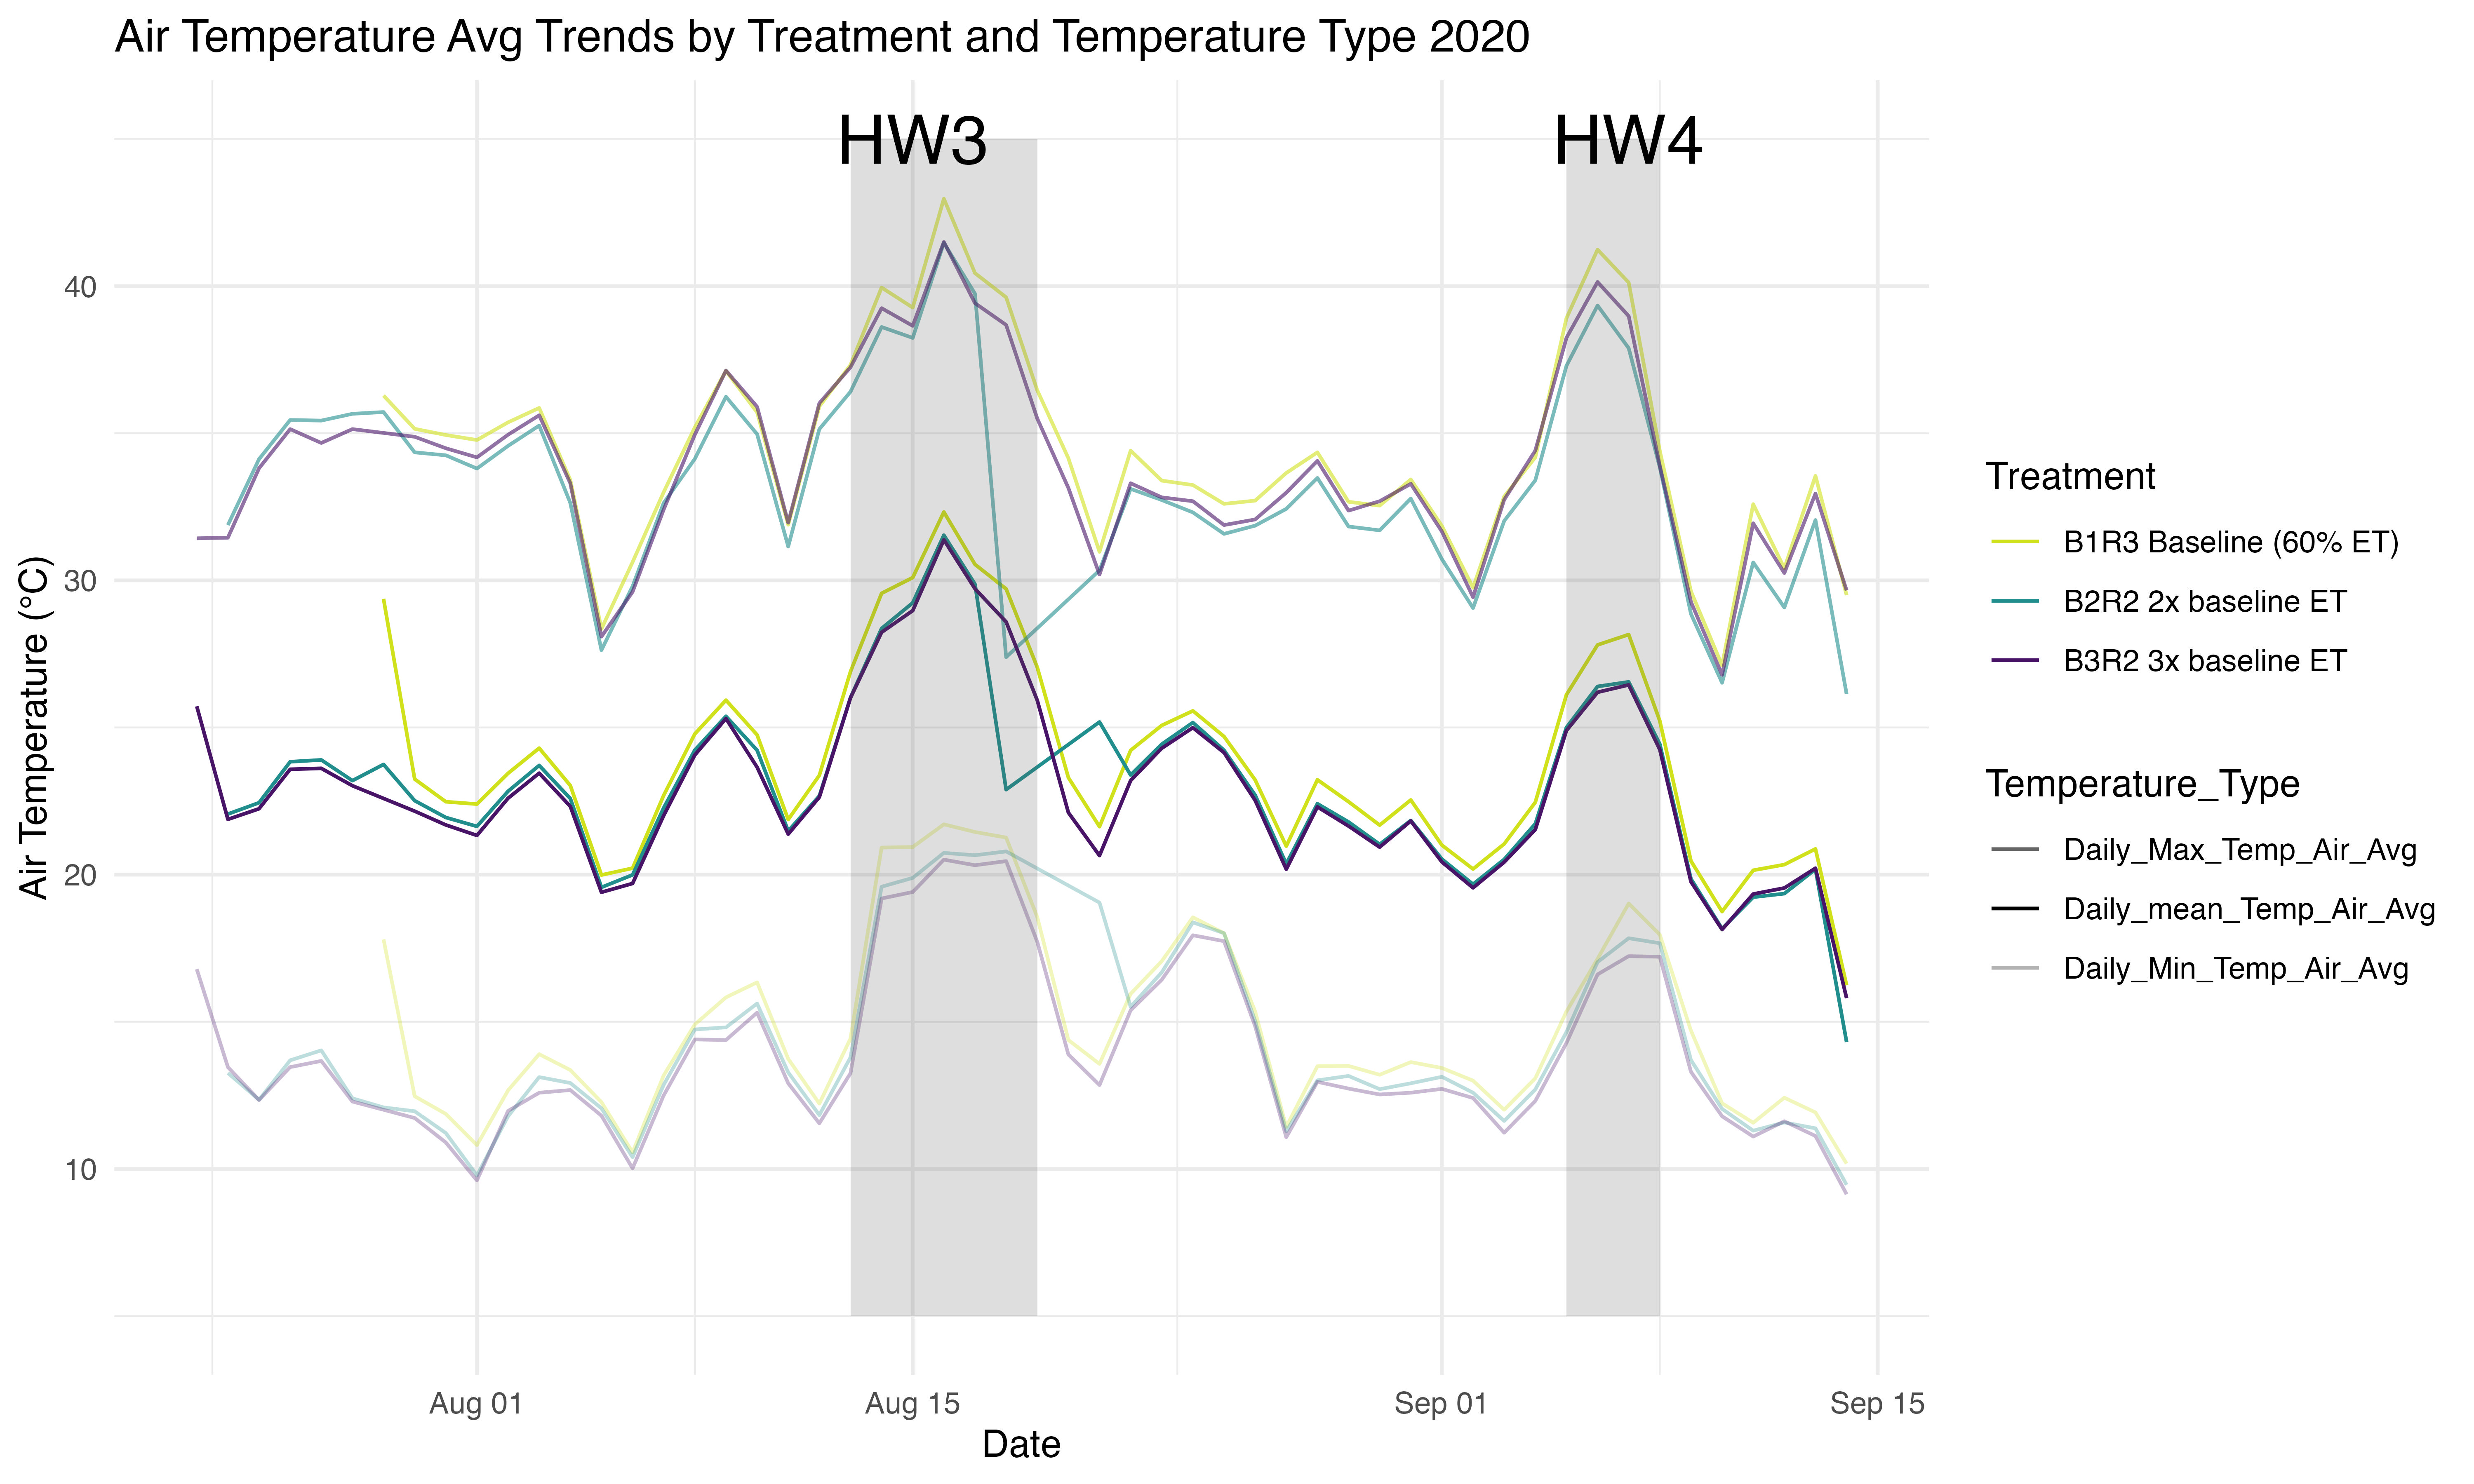 Air Temperature Avg Trends by Treatment and Temperature Type 2020
HW3
HW4
40
30
20
10
Air Temperature (°C)
Aug 01
Aug 15
Sep 01
Sep 15
Date
Treatment
B1R3 Baseline (60% ET)
B2R2 2x baseline ET
B3R2 3x baseline ET
Temperature_Type
Daily_Max_Temp_Air_Avg
Daily_mean_Temp_Air_Avg
Daily_Min_Temp_Air_Avg